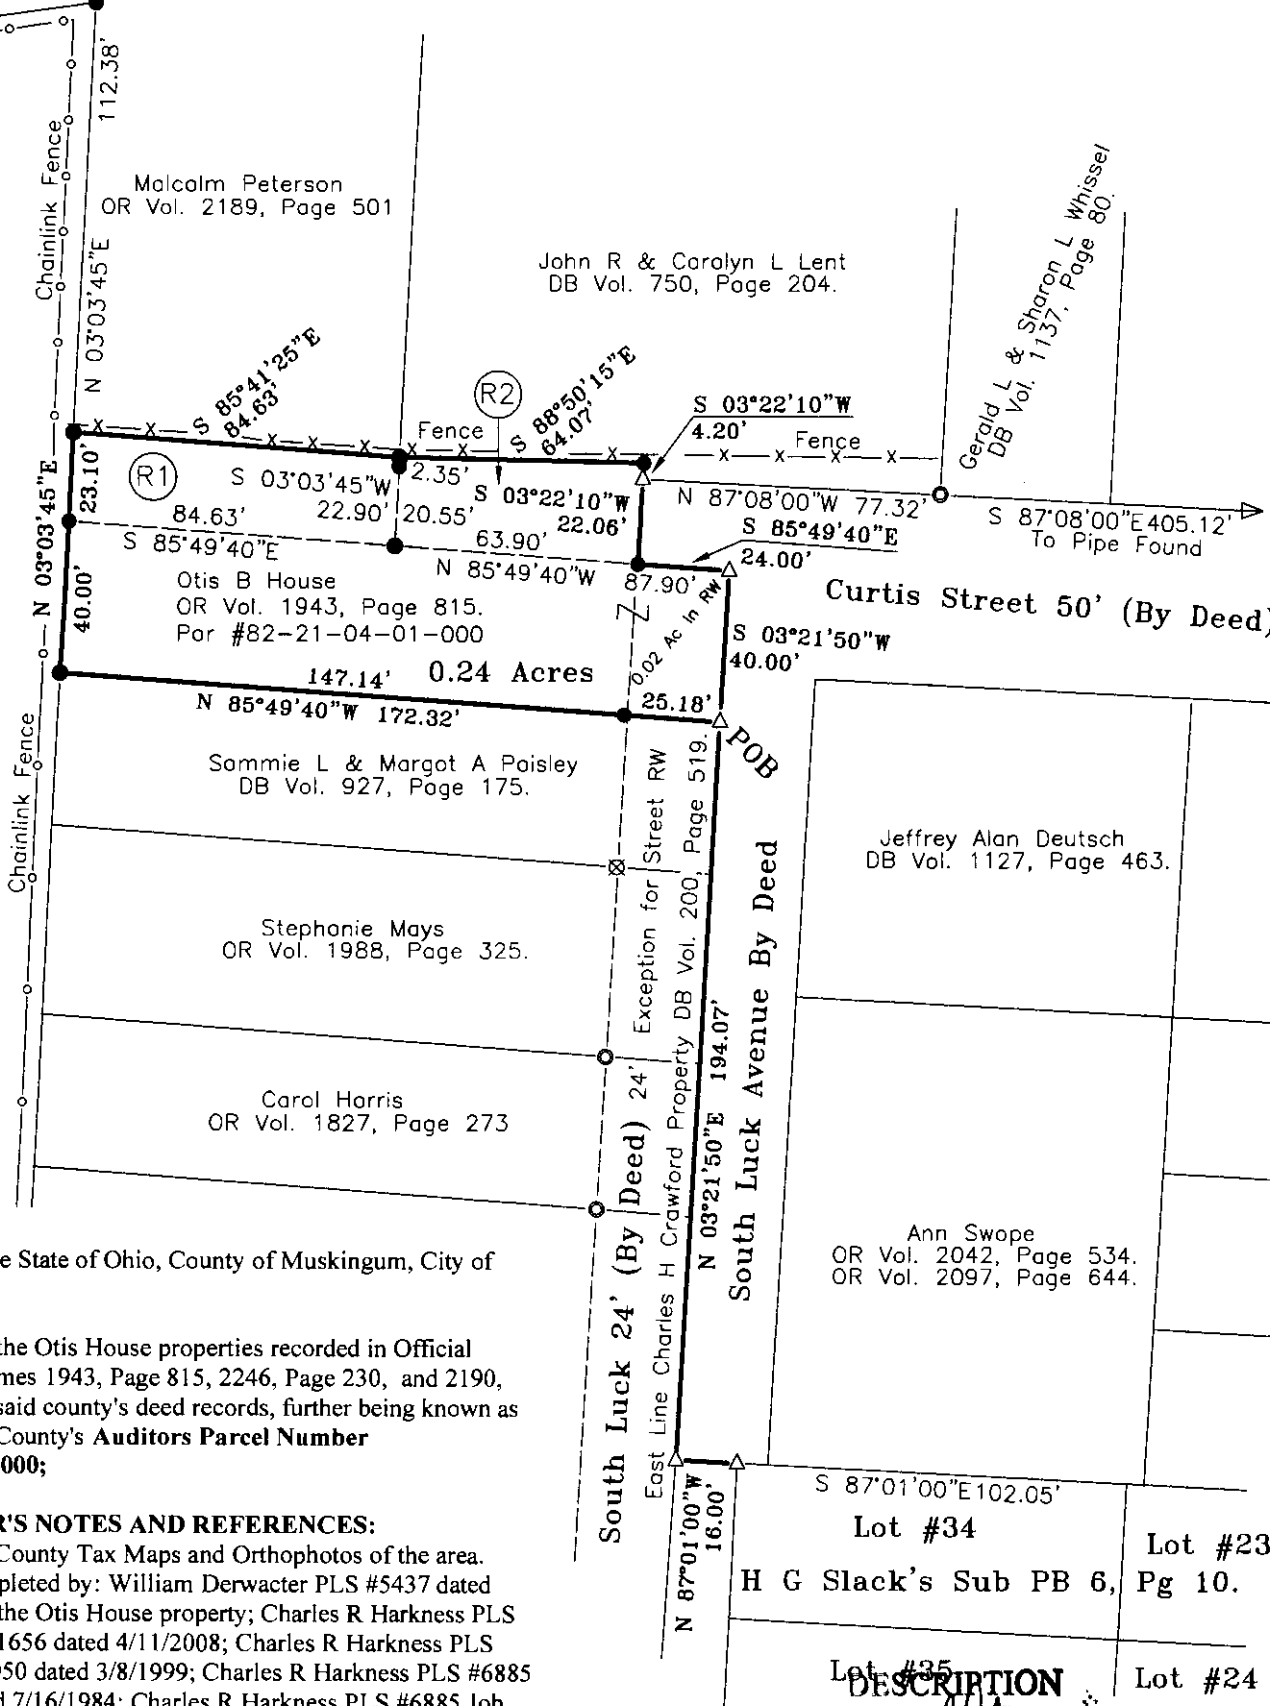 112.38'
Chainlink Fence
N 03°03'45"E
Malcolm Peterson
OR Vol. 2189, Page 501
John R & Carolyn L Lent
DB Vol. 750, Page 204.
Gerald L & Sharon L Whissel
DB Vol. 1137, Page 80.
S 85°41'25"E
84.63'
R2
S 88°50'15"E
64.07'
S 03°22'10"W
4.20'
Fence
Fence
R1
23.10'
S 03°03'45"W
22.90'
2.35'
20.55'
S 03°22'10"W
22.06'
N 87°08'00"W 77.32'
S 87°08'00"E 405.12'
To Pipe Found
84.63'
S 85°49'40"E
63.90'
N 85°49'40"W
87.90'
S 85°49'40"E
24.00'
Curtis Street 50' (By Deed)
N 03°03'45"E
40.00'
Otis B House
OR Vol. 1943, Page 815.
Par #82-21-04-01-000
0.02 Ac In RW
S 03°21'50"W
40.00'
147.14'
0.24 Acres
25.18'
N 85°49'40"W 172.32'
POB
Chainlink Fence
Sammie L & Margot A Paisley
DB Vol. 927, Page 175.
Jeffrey Alan Deutsch
DB Vol. 1127, Page 463.
Stephanie Mays
OR Vol. 1988, Page 325.
Carol Harris
OR Vol. 1827, Page 273
South Luck 24' (By Deed)
24' Exception for Street RW
East Line Charles H Crawford Property DB Vol. 200, Page 519.
N 03°21'50"E 194.07'
South Luck Avenue By Deed
Ann Swope
OR Vol. 2042, Page 534.
OR Vol. 2097, Page 644.
e State of Ohio, County of Muskingum, City of
the Otis House properties recorded in Official
nes 1943, Page 815, 2246, Page 230, and 2190,
said county's deed records, further being known as
County's Auditors Parcel Number
000;
R'S NOTES AND REFERENCES:
County Tax Maps and Orthophotos of the area.
pleted by: William Derwacter PLS #5437 dated
the Otis House property; Charles R Harkness PLS
1656 dated 4/11/2008; Charles R Harkness PLS
50 dated 3/8/1999; Charles R Harkness PLS #6885
d 7/16/1984; Charles R Harkness PLS #6885 Job
N 87°01'00"W
16.00'
S 87°01'00"E 102.05'
Lot #34
Lot #23
H G Slack's Sub PB 6, Pg 10.
Lot #35
DESCRIPTION
Lot #24